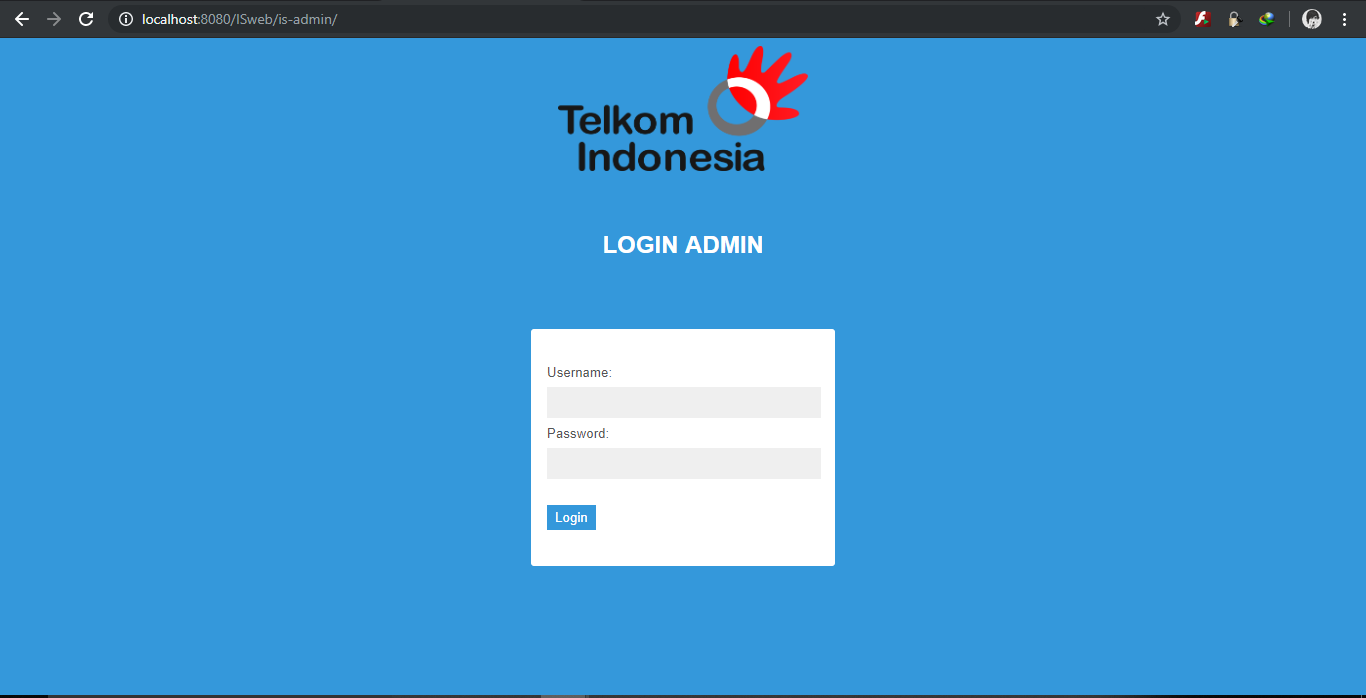 localhost:8080/ISweb/is-admin/
Telkom
Indonesia
LOGIN ADMIN
Username:
Password:
Login